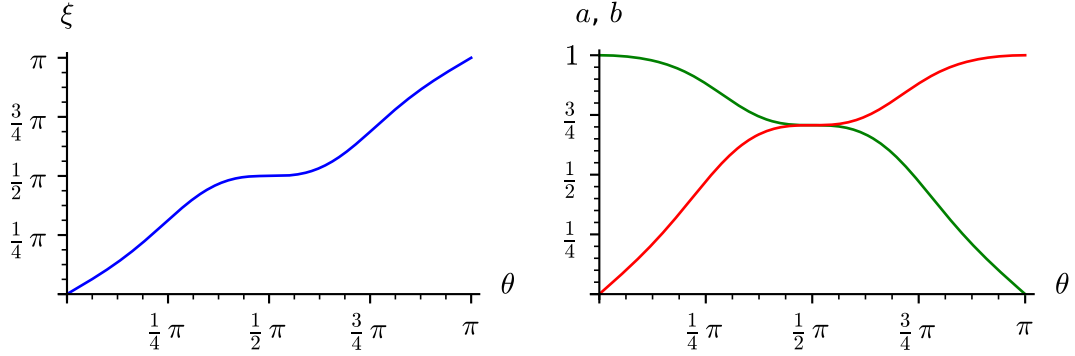 ξ
π
3/4 π
1/2 π
1/4 π
1/4 π
1/2 π
3/4 π
π
θ
a, b
1
3/4
1/2
1/4
1/4 π
1/2 π
3/4 π
π
θ